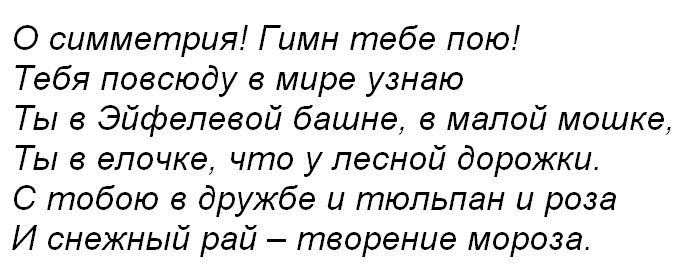 О симметрия! Гимн тебе пою!
Тебя повсюду в мире узнаю
Ты в Эйфелевой башне, в малой мошке,
Ты в елочке, что у лесной дорожки.
С тобою в дружбе и тюльпан и роза
И снежный рай – творение мороза.